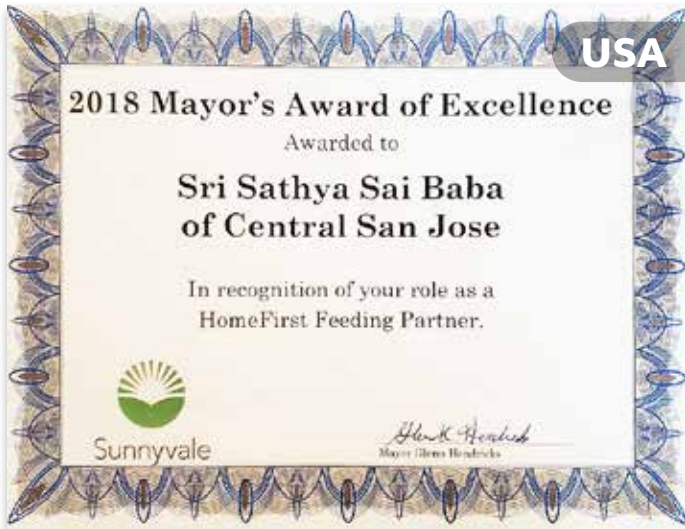 USA
2018 Mayor's Award of Excellence
Awarded to
Sri Sathya Sai Baba
of Central San Jose
In recognition of your role as a
HomeFirst Feeding Partner.
Sunnyvale
Mayor Glenn Hendricks